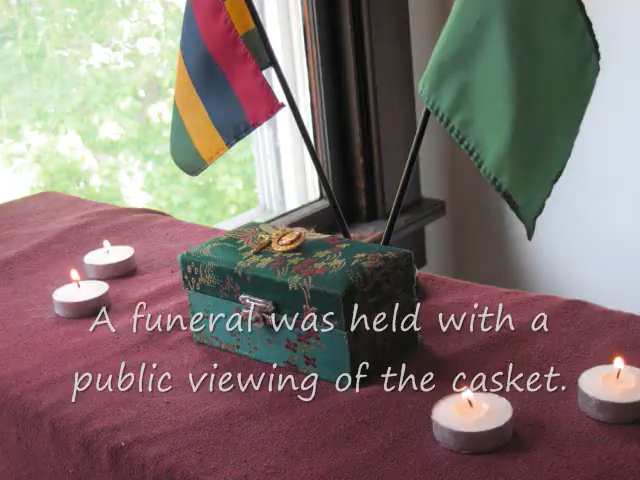 A funeral was held with a
public viewing of the casket.